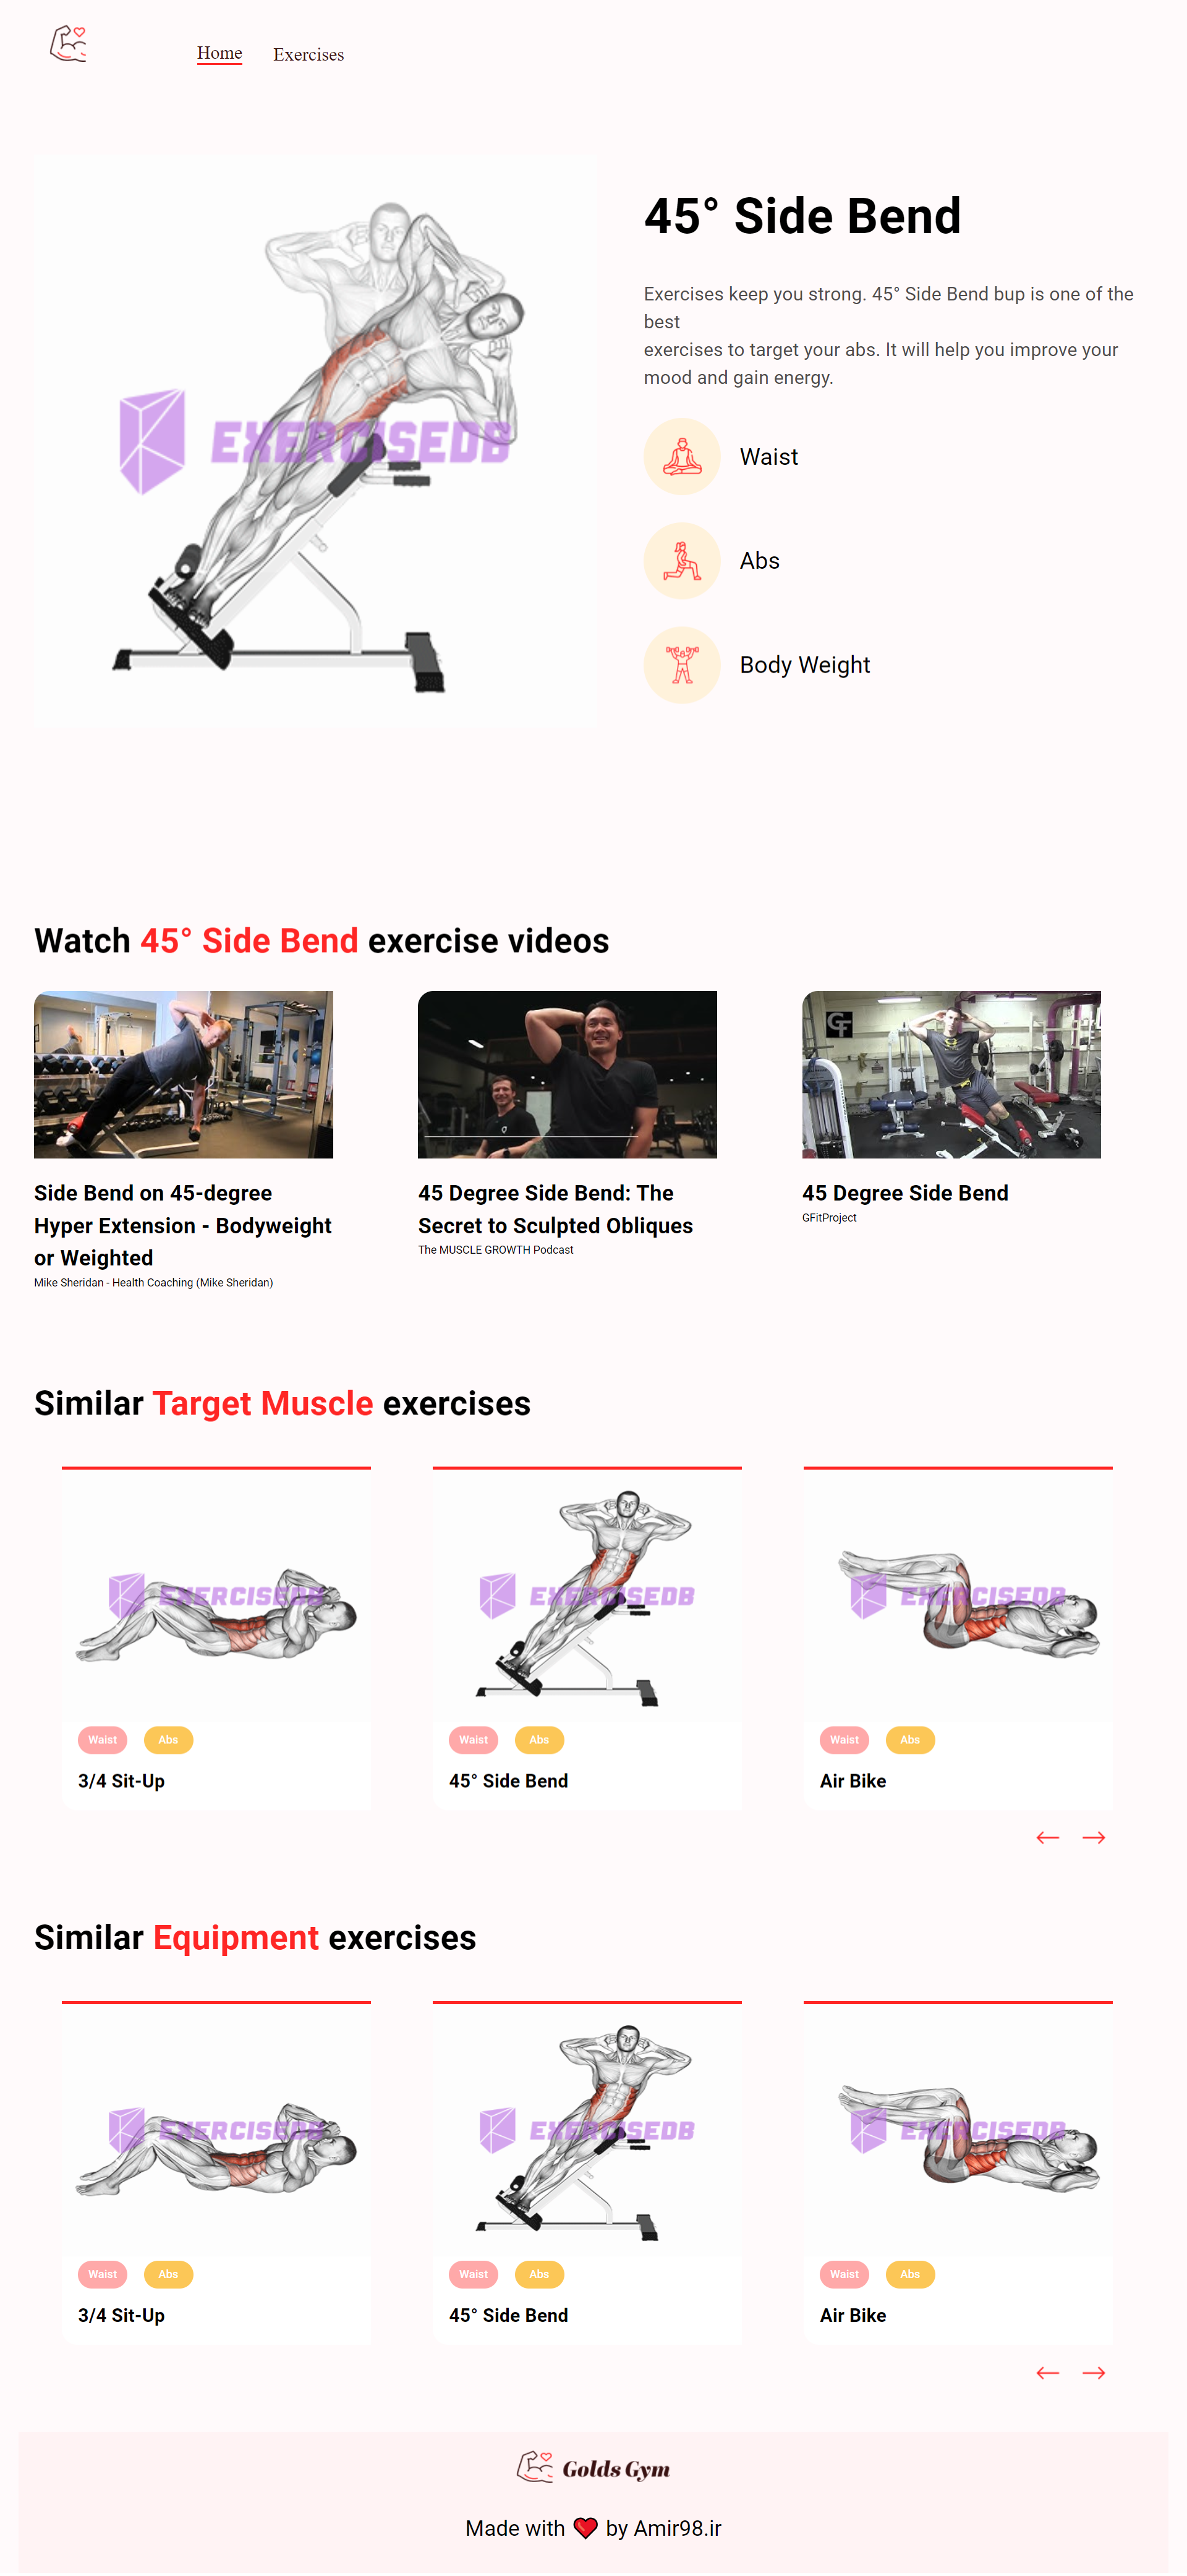 Home Exercises
45° Side Bend
Exercises keep you strong. 45° Side Bend bup is one of the
best
exercises to target your abs. It will help you improve your
mood and gain energy.
EXERCISEDB
Waist
Abs
Body Weight
Watch 45° Side Bend exercise videos
GF
Side Bend on 45-degree
Hyper Extension - Bodyweight
or Weighted
Mike Sheridan - Health Coaching (Mike Sheridan)
45 Degree Side Bend: The
Secret to Sculpted Obliques
The MUSCLE GROWTH Podcast
45 Degree Side Bend
GFitProject
Similar Target Muscle exercises
EXERCISEDB
Waist Abs
3/4 Sit-Up
EXERCISEDB
Waist Abs
45° Side Bend
EXERCISEDB
Waist Abs
Air Bike
Similar Equipment exercises
EXERCISEDB
Waist Abs
3/4 Sit-Up
EXERCISEDB
Waist Abs
45° Side Bend
EXERCISEDB
Waist Abs
Air Bike
Golds Gym
Made with ❤️ by Amir98.ir